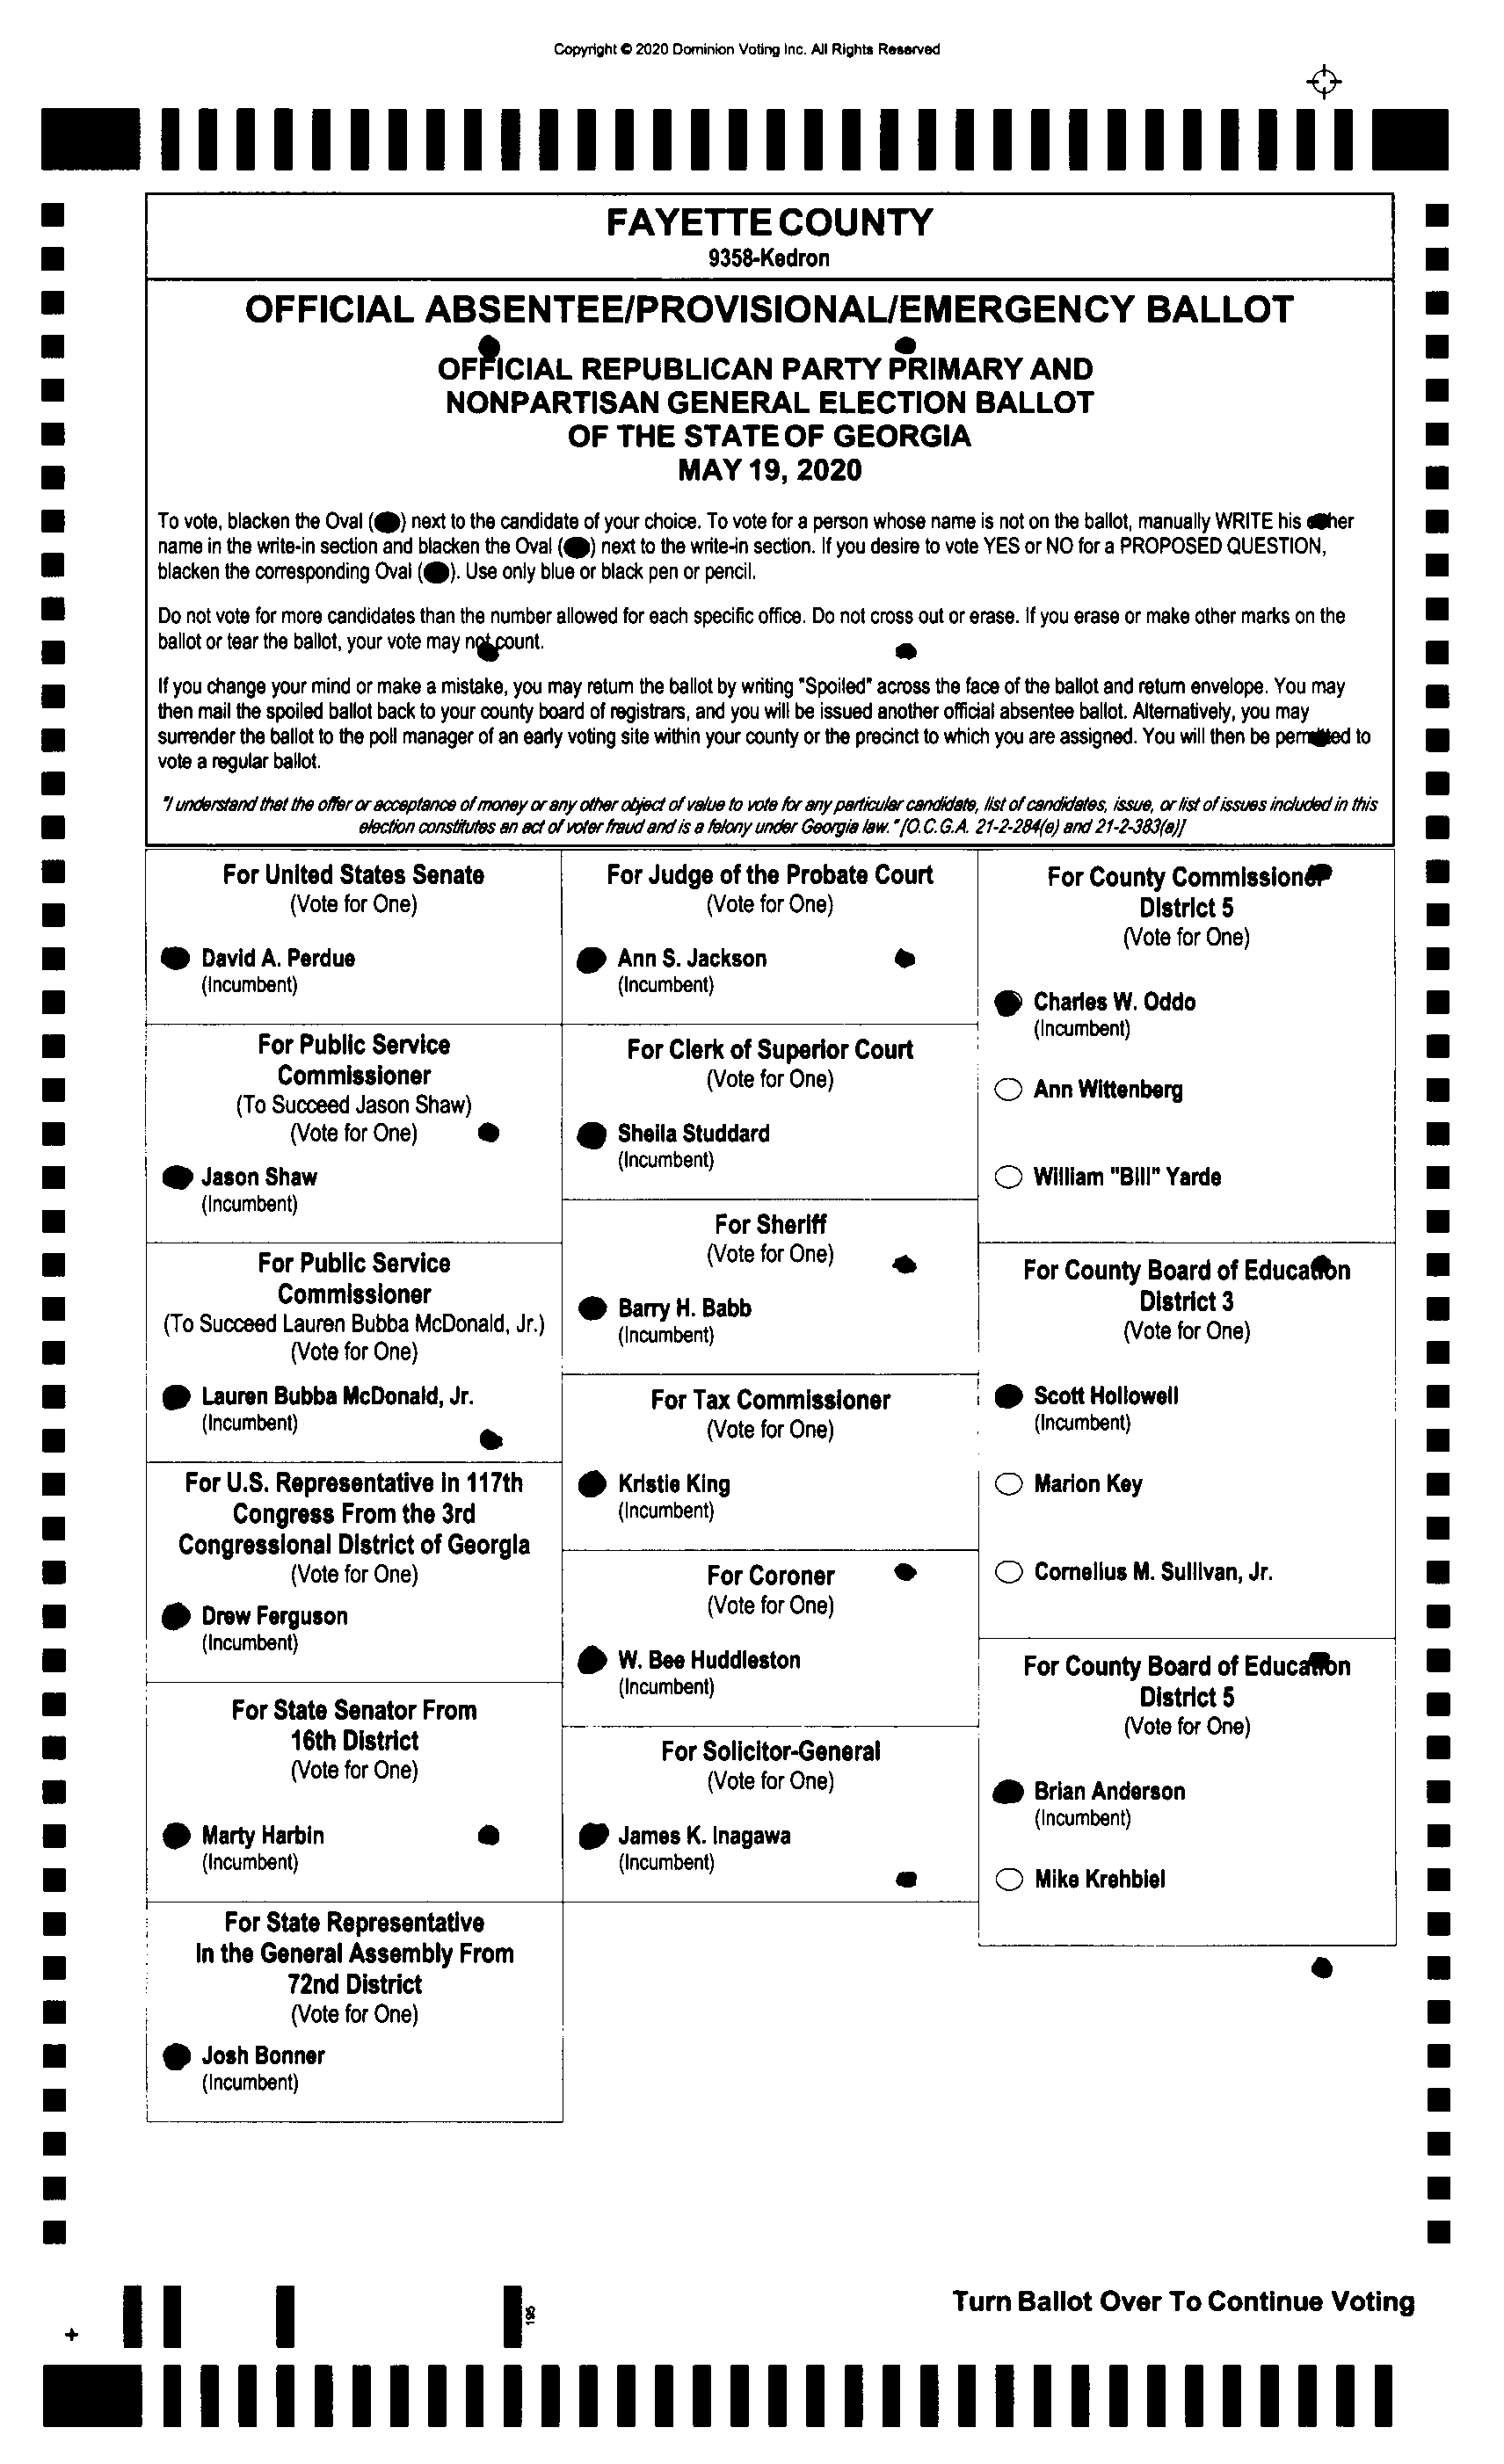 Copyright © 2020 Dominion Voting Inc. All Rights Reserved
FAYETTE COUNTY
9358-Kedron
OFFICIAL ABSENTEE/PROVISIONAL/EMERGENCY BALLOT
OFFICIAL REPUBLICAN PARTY PRIMARY AND
NONPARTISAN GENERAL ELECTION BALLOT
OF THE STATE OF GEORGIA
MAY 19, 2020
To vote, blacken the Oval (●) next to the candidate of your choice. To vote for a person whose name is not on the ballot, manually WRITE his or her
name in the write-in section and blacken the Oval (●) next to the write-in section. If you desire to vote YES or NO for a PROPOSED QUESTION,
blacken the corresponding Oval (●). Use only blue or black pen or pencil.
Do not vote for more candidates than the number allowed for each specific office. Do not cross out or erase. If you erase or make other marks on the
ballot or tear the ballot, your vote may not count.
If you change your mind or make a mistake, you may return the ballot by writing "Spoiled" across the face of the ballot and return envelope. You may
then mail the spoiled ballot back to your county board of registrars, and you will be issued another official absentee ballot. Alternatively, you may
surrender the ballot to the poll manager of an early voting site within your county or the precinct to which you are assigned. You will then be permitted to
vote a regular ballot.
"I understand that the offer or acceptance of money or any other object of value to vote for any particular candidate, list of candidates, issue, or list of issues included in this
election constitutes an act of voter fraud and is a felony under Georgia law." [O.C.G.A. 21-2-284(e) and 21-2-383(a)]
For United States Senate
(Vote for One)
David A. Perdue
(Incumbent)
For Public Service
Commissioner
(To Succeed Jason Shaw)
(Vote for One)
Jason Shaw
(Incumbent)
For Public Service
Commissioner
(To Succeed Lauren Bubba McDonald, Jr.)
(Vote for One)
Lauren Bubba McDonald, Jr.
(Incumbent)
For U.S. Representative in 117th
Congress From the 3rd
Congressional District of Georgia
(Vote for One)
Drew Ferguson
(Incumbent)
For State Senator From
16th District
(Vote for One)
Marty Harbin
(Incumbent)
For State Representative
In the General Assembly From
72nd District
(Vote for One)
Josh Bonner
(Incumbent)
For Judge of the Probate Court
(Vote for One)
Ann S. Jackson
(Incumbent)
For Clerk of Superior Court
(Vote for One)
Sheila Studdard
(Incumbent)
For Sheriff
(Vote for One)
Barry H. Babb
(Incumbent)
For Tax Commissioner
(Vote for One)
Kristie King
(Incumbent)
For Coroner
(Vote for One)
W. Bee Huddleston
(Incumbent)
For Solicitor-General
(Vote for One)
James K. Inagawa
(Incumbent)
For County Commissioner
District 5
(Vote for One)
Charles W. Oddo
(Incumbent)
Ann Wittenberg
William "Bill" Yarde
For County Board of Education
District 3
(Vote for One)
Scott Hollowell
(Incumbent)
Marion Key
Cornelius M. Sullivan, Jr.
For County Board of Education
District 5
(Vote for One)
Brian Anderson
(Incumbent)
Mike Krehbiel
195
Turn Ballot Over To Continue Voting